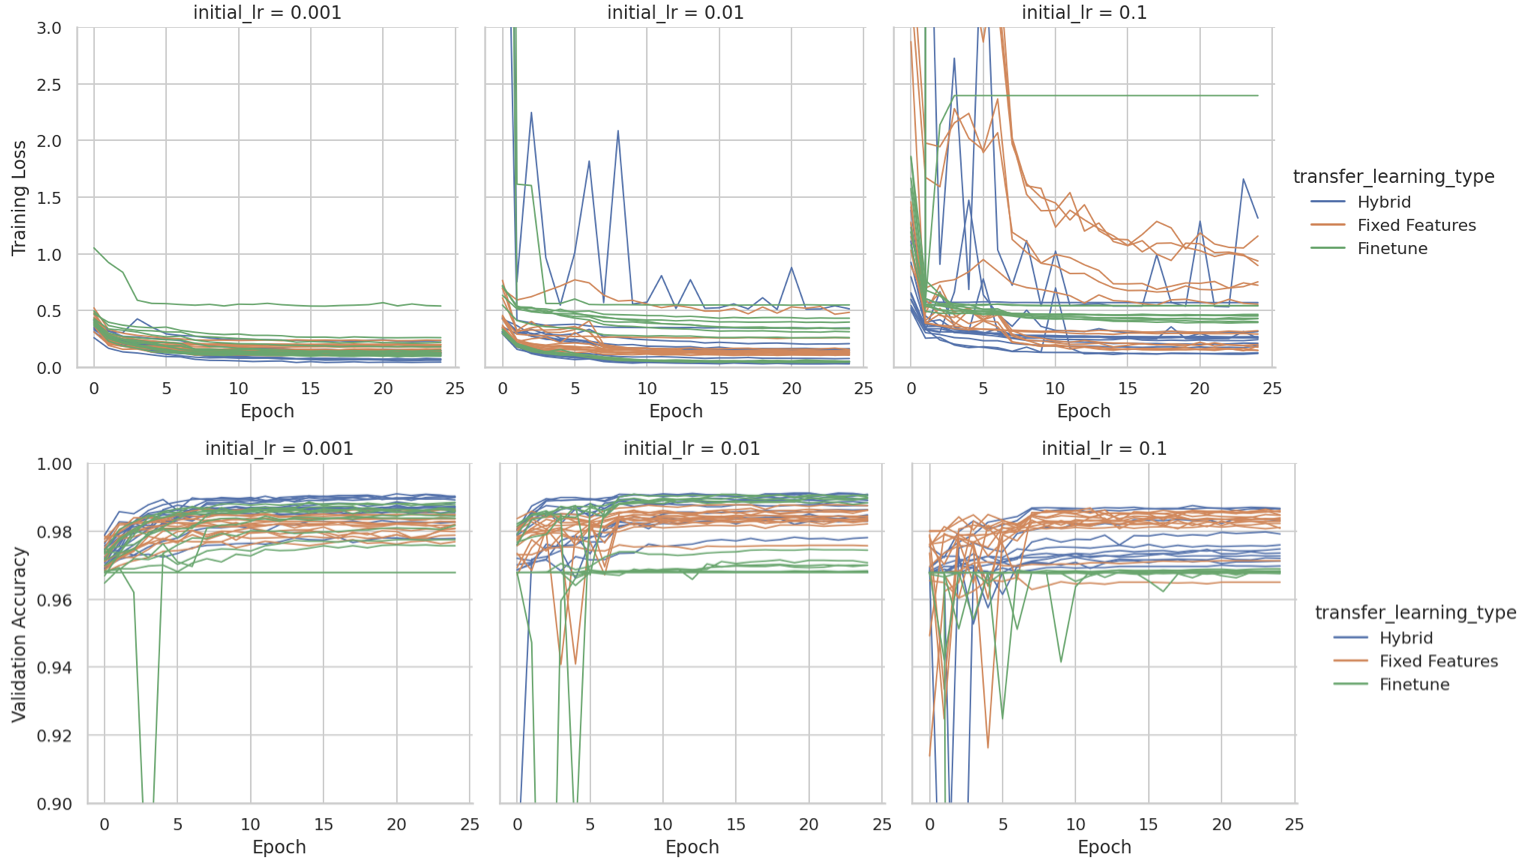 initial_lr = 0.001
initial_lr = 0.01
initial_lr = 0.1
3.0
2.5
2.0
1.5
1.0
0.5
0.0
Training Loss
0 5 10 15 20 25
0 5 10 15 20 25
0 5 10 15 20 25
Epoch
Epoch
Epoch
transfer_learning_type
Hybrid
Fixed Features
Finetune
initial_lr = 0.001
initial_lr = 0.01
initial_lr = 0.1
1.00
0.98
0.96
0.94
0.92
0.90
Validation Accuracy
0 5 10 15 20 25
0 5 10 15 20 25
0 5 10 15 20 25
Epoch
Epoch
Epoch
transfer_learning_type
Hybrid
Fixed Features
Finetune